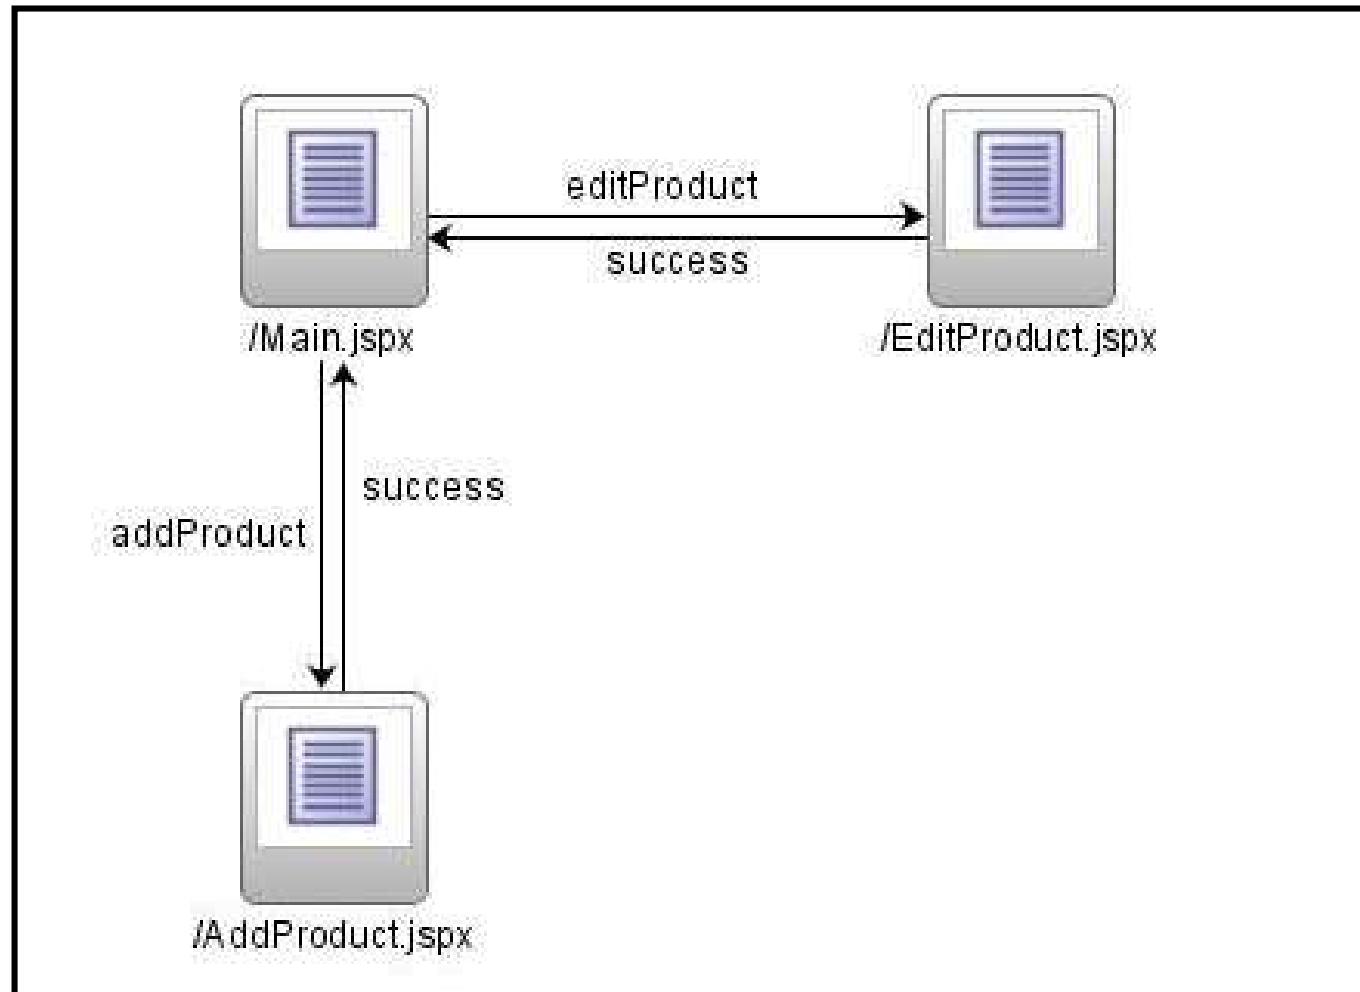 editProduct
success
/Main.jspx
/EditProduct.jspx
success
addProduct
/AddProduct.jspx